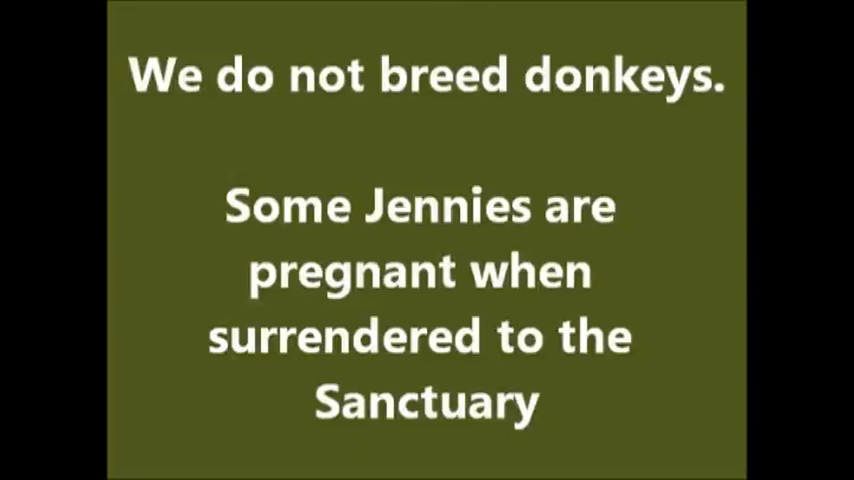 We do not breed donkeys.
Some Jennies are
pregnant when
surrendered to the
Sanctuary